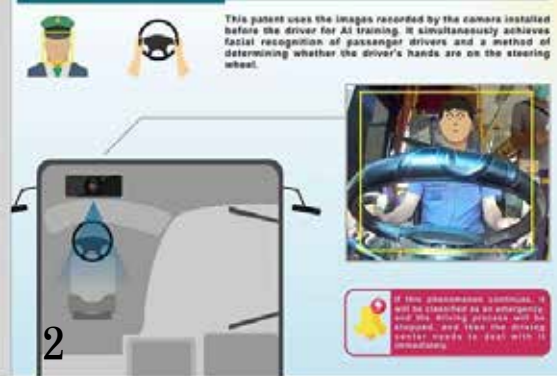 This patent uses the images recorded by the camera installed
before the driver for AI training. It simultaneously achieves
facial recognition of passenger drivers and a method of
determining whether the driver's hands are on the steering
wheel.
If this phenomenon continues, it
will be classified as an emergency,
and the driving process will be
stopped, and then the driving
center needs to deal with it
immediately.
2